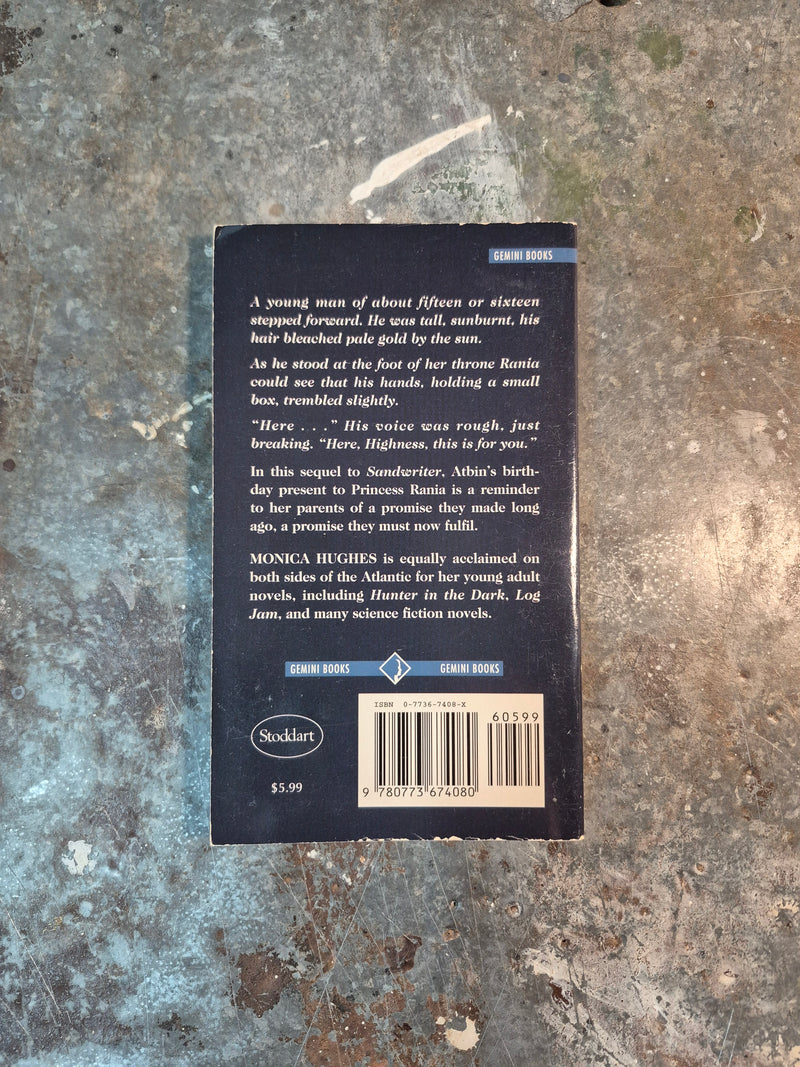 GEMINI BOOKS
A young man of about fifteen or sixteen
stepped forward. He was tall, sunburnt, his
hair bleached pale gold by the sun.
As he stood at the foot of her throne Rania
could see that his hands, holding a small
box, trembled slightly.
“Here . . .” His voice was rough, just
breaking. “Here, Highness, this is for you.”
In this sequel to Sandwriter, Atbin's birth-
day present to Princess Rania is a reminder
to her parents of a promise they made long
ago, a promise they must now fulfil.
MONICA HUGHES is equally acclaimed on
both sides of the Atlantic for her young adult
novels, including Hunter in the Dark, Log
Jam, and many science fiction novels.
GEMINI BOOKS GEMINI BOOKS
ISBN 0-7736-7408-X
60599
Stoddart
$5.99
9 780773 674080